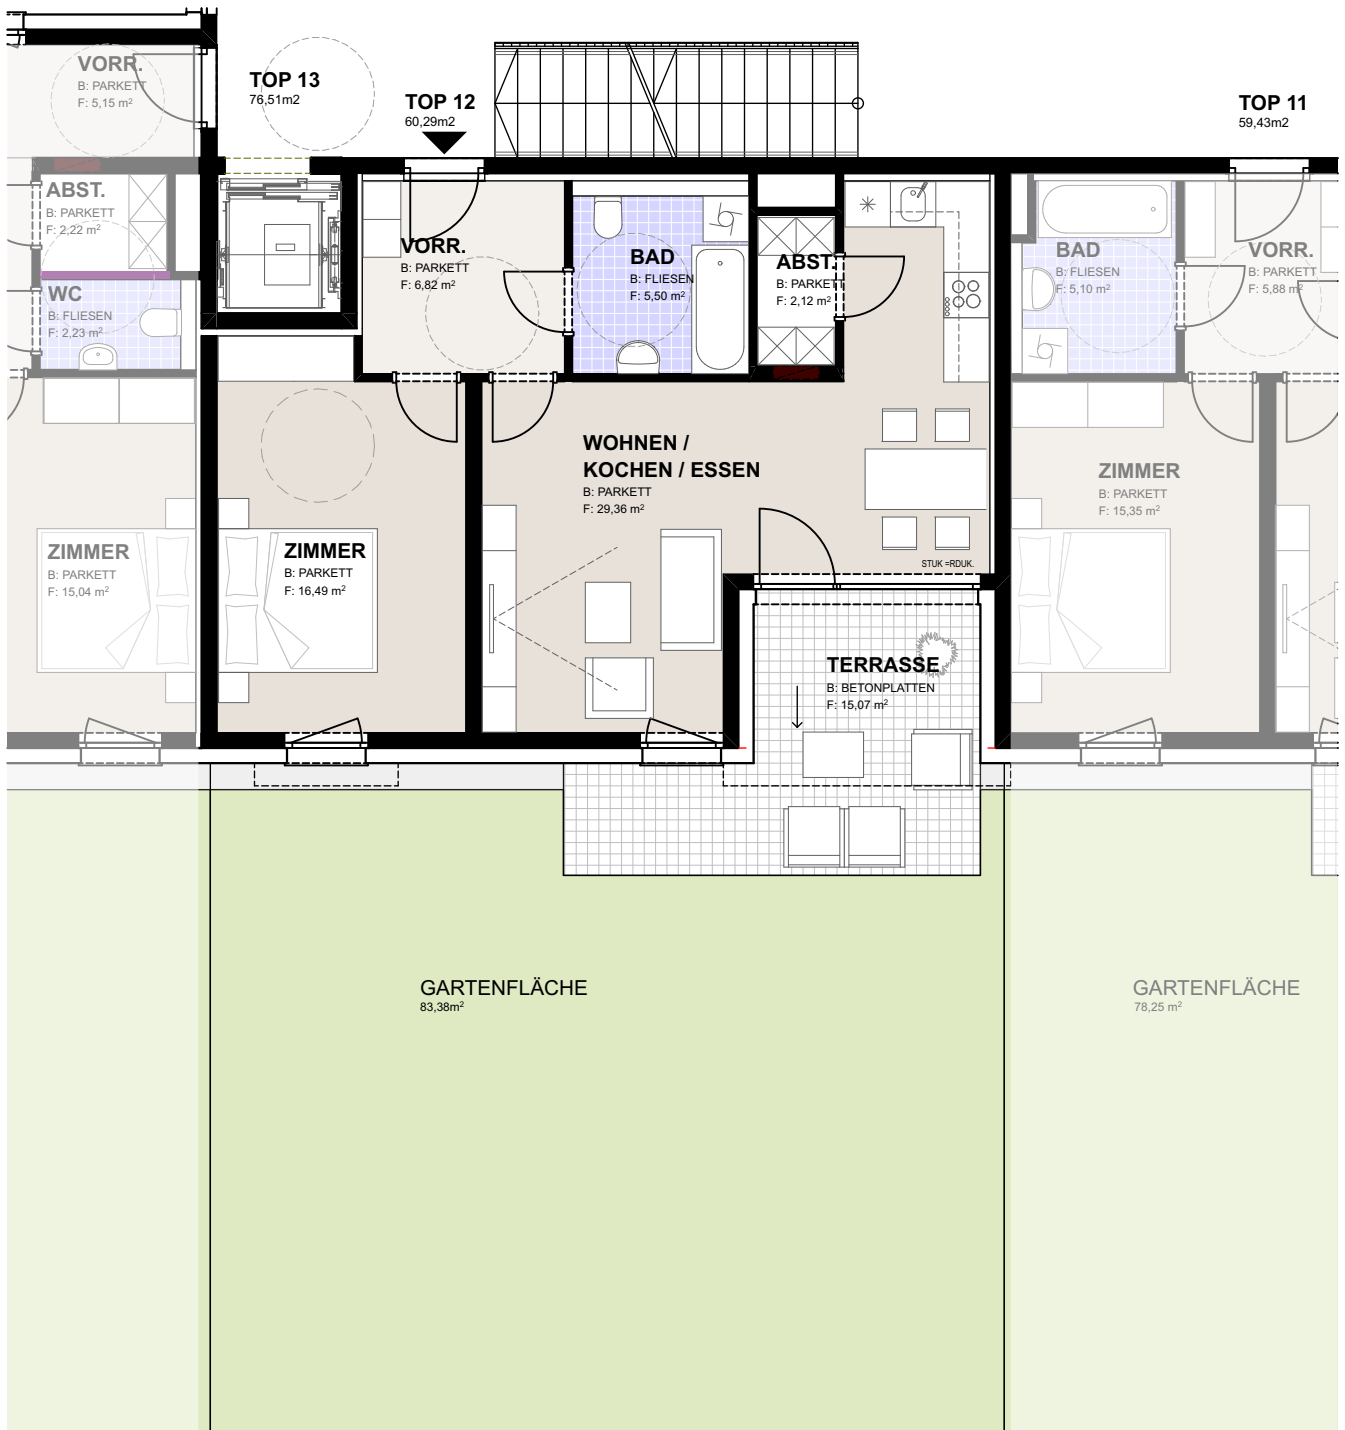 VORR.
B: PARKETT
F: 5,15 m²
TOP 13
76,51m2
TOP 12
60,29m2
TOP 11
59,43m2
ABST.
B: PARKETT
F: 2,22 m²
WC
B: FLIESEN
F: 2,23 m²
VORR.
B: PARKETT
F: 6,82 m²
BAD
B: FLIESEN
F: 5,50 m²
ABST.
B: PARKETT
F: 2,12 m²
BAD
B: FLIESEN
F: 5,10 m²
VORR.
B: PARKETT
F: 5,88 m²
WOHNEN /
KOCHEN / ESSEN
B: PARKETT
F: 29,36 m²
ZIMMER
B: PARKETT
F: 15,35 m²
ZIMMER
B: PARKETT
F: 15,04 m²
ZIMMER
B: PARKETT
F: 16,49 m²
STUK =RDUK.
TERRASSE
B: BETONPLATTEN
F: 15,07 m²
GARTENFLÄCHE
83,38m²
GARTENFLÄCHE
78,25 m²